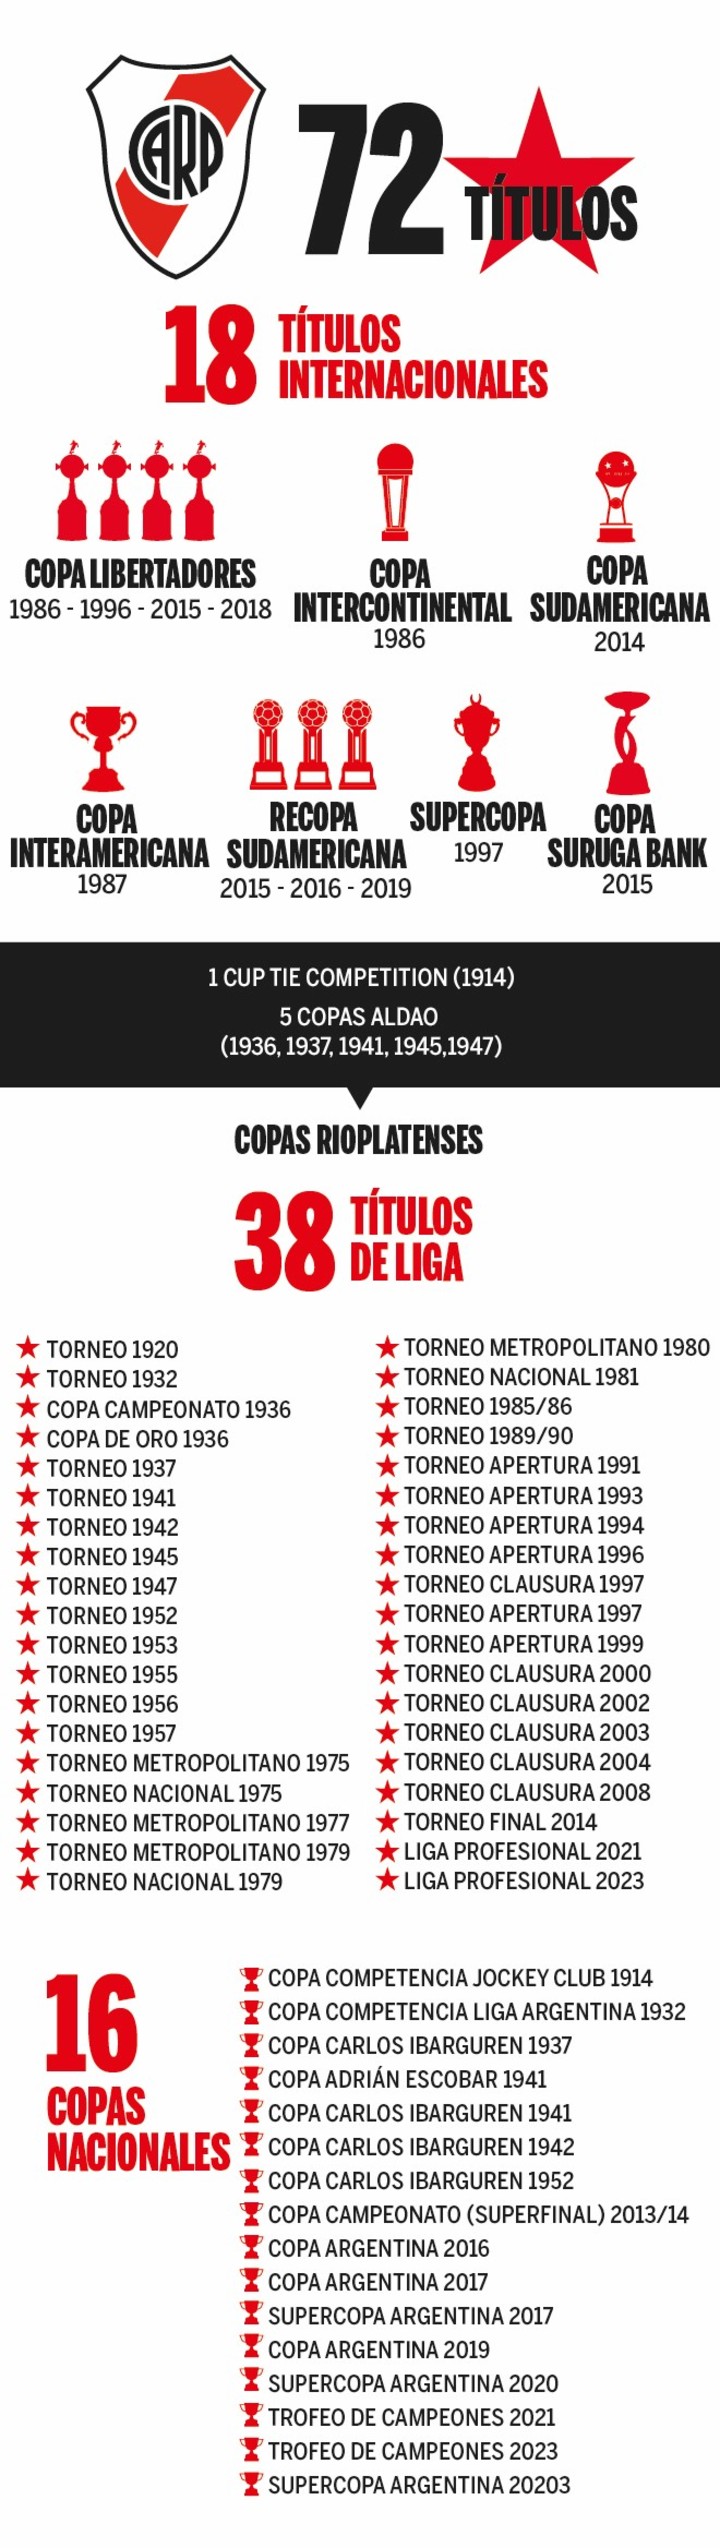 CARP
72
TÍTULOS
18
TÍTULOS
INTERNACIONALES
COPA LIBERTADORES
1986 - 1996 - 2015 - 2018
COPA
INTERCONTINENTAL
1986
COPA
SUDAMERICANA
2014
COPA
INTERAMERICANA
1987
RECOPA
SUDAMERICANA
2015 - 2016 - 2019
SUPERCOPA
1997
COPA
SURUGA BANK
2015
1 CUP TIE COMPETITION (1914)
5 COPAS ALDAO
(1936, 1937, 1941, 1945,1947)
COPAS RIOPLATENSES
38
TÍTULOS
DE LIGA
TORNEO 1920
TORNEO 1932
COPA CAMPEONATO 1936
COPA DE ORO 1936
TORNEO 1937
TORNEO 1941
TORNEO 1942
TORNEO 1945
TORNEO 1947
TORNEO 1952
TORNEO 1953
TORNEO 1955
TORNEO 1956
TORNEO 1957
TORNEO METROPOLITANO 1975
TORNEO NACIONAL 1975
TORNEO METROPOLITANO 1977
TORNEO METROPOLITANO 1979
TORNEO NACIONAL 1979
TORNEO METROPOLITANO 1980
TORNEO NACIONAL 1981
TORNEO 1985/86
TORNEO 1989/90
TORNEO APERTURA 1991
TORNEO APERTURA 1993
TORNEO APERTURA 1994
TORNEO APERTURA 1996
TORNEO CLAUSURA 1997
TORNEO APERTURA 1997
TORNEO APERTURA 1999
TORNEO CLAUSURA 2000
TORNEO CLAUSURA 2002
TORNEO CLAUSURA 2003
TORNEO CLAUSURA 2004
TORNEO CLAUSURA 2008
TORNEO FINAL 2014
LIGA PROFESIONAL 2021
LIGA PROFESIONAL 2023
16
COPAS
NACIONALES
COPA COMPETENCIA JOCKEY CLUB 1914
COPA COMPETENCIA LIGA ARGENTINA 1932
COPA CARLOS IBARGUREN 1937
COPA ADRIÁN ESCOBAR 1941
COPA CARLOS IBARGUREN 1941
COPA CARLOS IBARGUREN 1942
COPA CARLOS IBARGUREN 1952
COPA CAMPEONATO (SUPERFINAL) 2013/14
COPA ARGENTINA 2016
COPA ARGENTINA 2017
SUPERCOPA ARGENTINA 2017
COPA ARGENTINA 2019
SUPERCOPA ARGENTINA 2020
TROFEO DE CAMPEONES 2021
TROFEO DE CAMPEONES 2023
SUPERCOPA ARGENTINA 20203